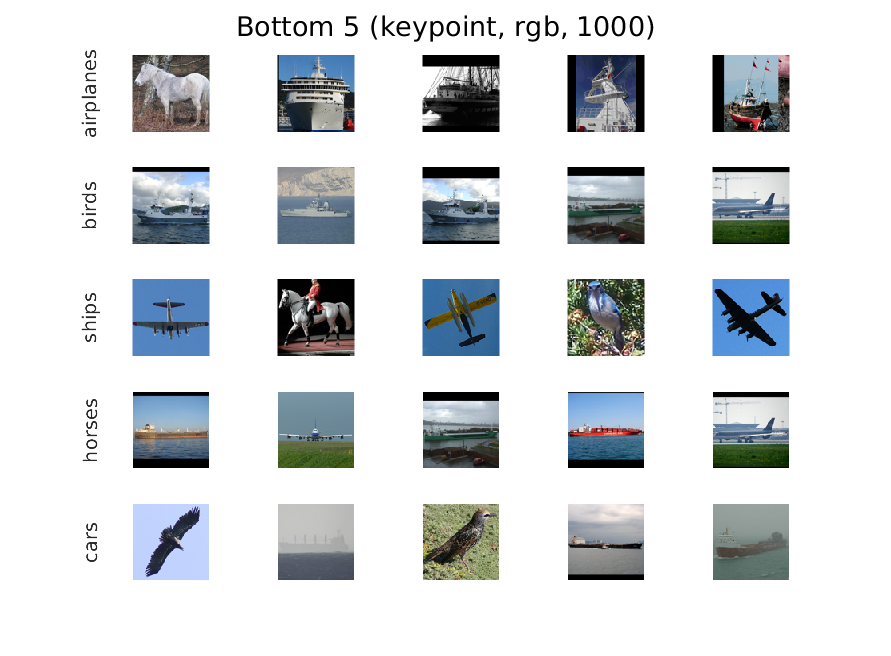 Bottom 5 (keypoint, rgb, 1000)
airplanes
birds
ships
horses
cars